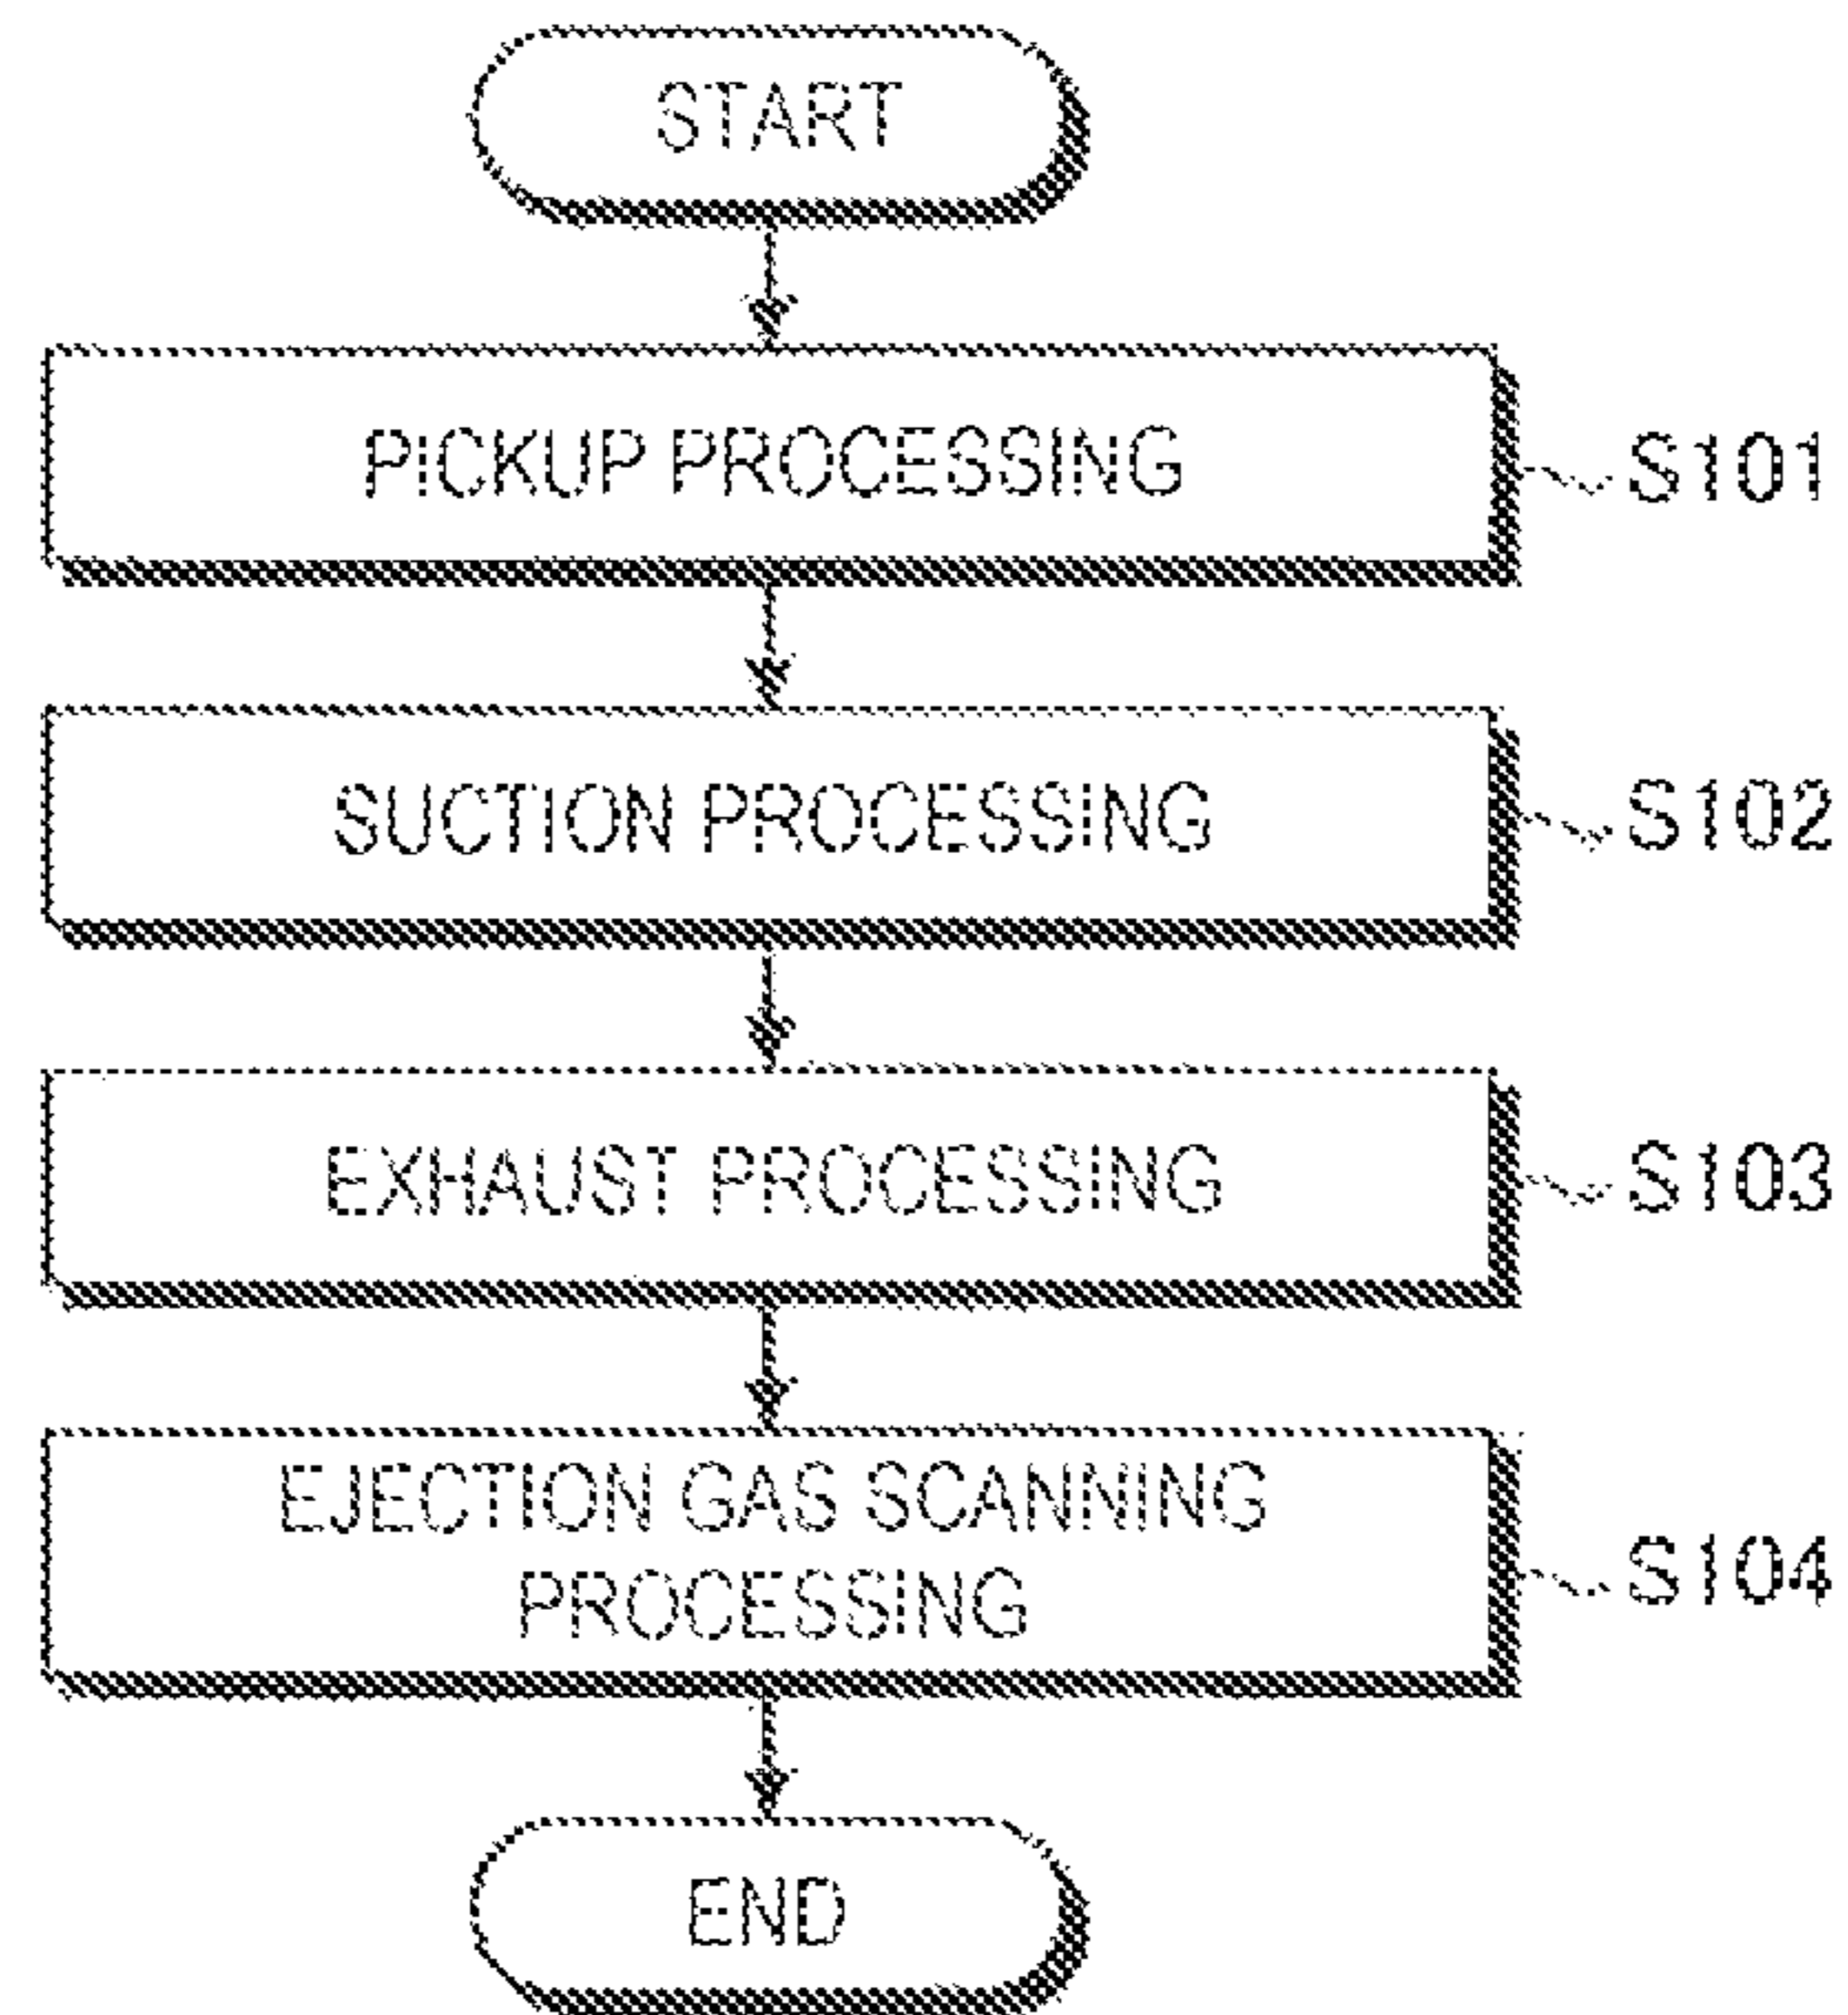 START
PICKUP PROCESSING
S101
SUCTION PROCESSING
S102
EXHAUST PROCESSING
S103
EJECTION GAS SCANNING
PROCESSING
S104
END